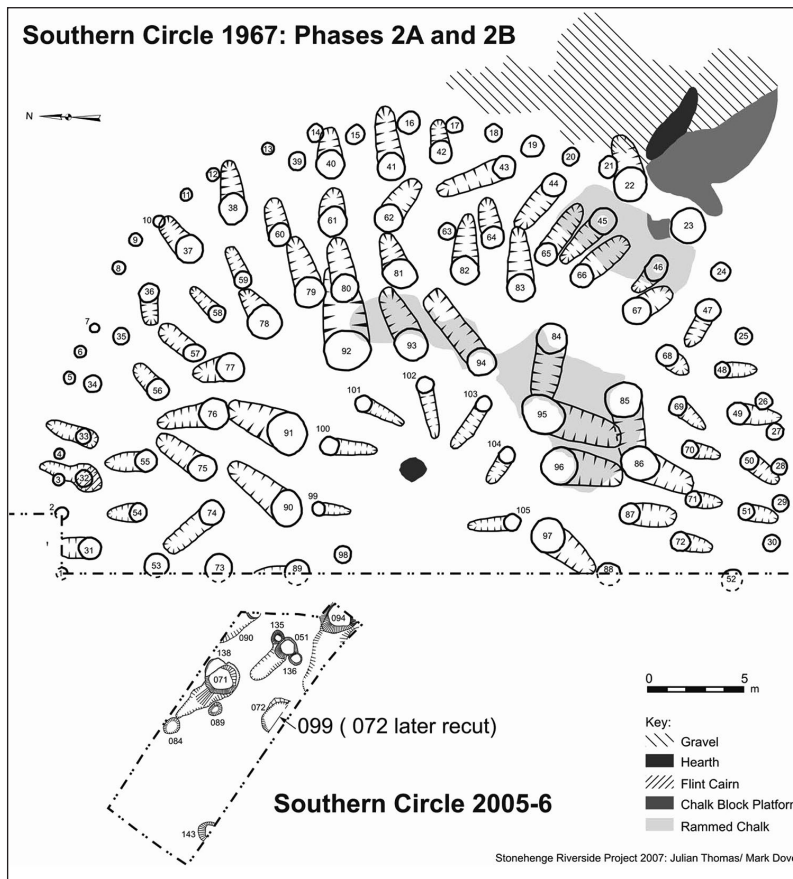 Southern Circle 1967: Phases 2A and 2B
N
14 15 16 17 18
13 39 40 41 42 43 19 20 21 22
12 38 44
11
10 37 60 61 62 63 64 65 45 23
9 59 79 80 81 82 83 66 46 24
8 36 58 78 67 47
7 35 57 77 92 93 94 84 68 25
6 48
5 34 56 101 102 103 85 69 49 26
76 91 95 27
33 100 104 70
4 55 75 96 86 50 28
3 32 71 29
2 54 74 90 99 105 87 51
1 31 97 72 30
53 73 89 98 88 52
1
094
090 135 051
138 136
071
089 072
084 099 ( 072 later recut)
143
Southern Circle 2005-6
0 5
m
Key:
Gravel
Hearth
Flint Cairn
Chalk Block Platform
Rammed Chalk
Stonehenge Riverside Project 2007: Julian Thomas/ Mark Dove